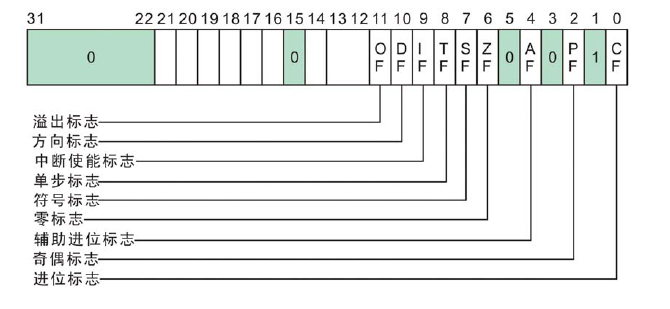 31 22 21 20 19 18 17 16 15 14 13 12 11 10 9 8 7 6 5 4 3 2 1 0
0 0 OF DF IF TF SF ZF 0 AF 0 PF 1 CF
溢出标志
方向标志
中断使能标志
单步标志
符号标志
零标志
辅助进位标志
奇偶标志
进位标志